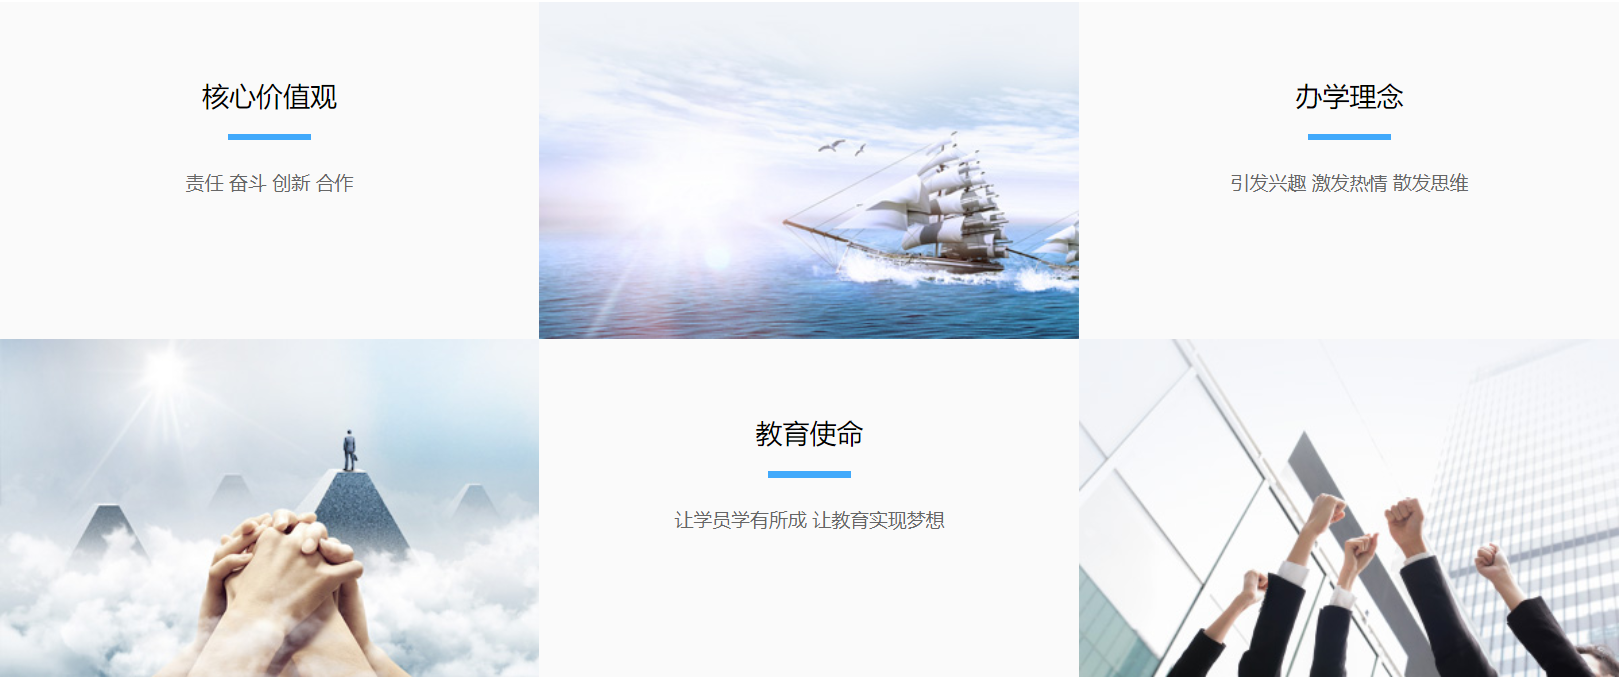 核心价值观
责任 奋斗 创新 合作
办学理念
引发兴趣 激发热情 散发思维
教育使命
让学员学有所成 让教育实现梦想